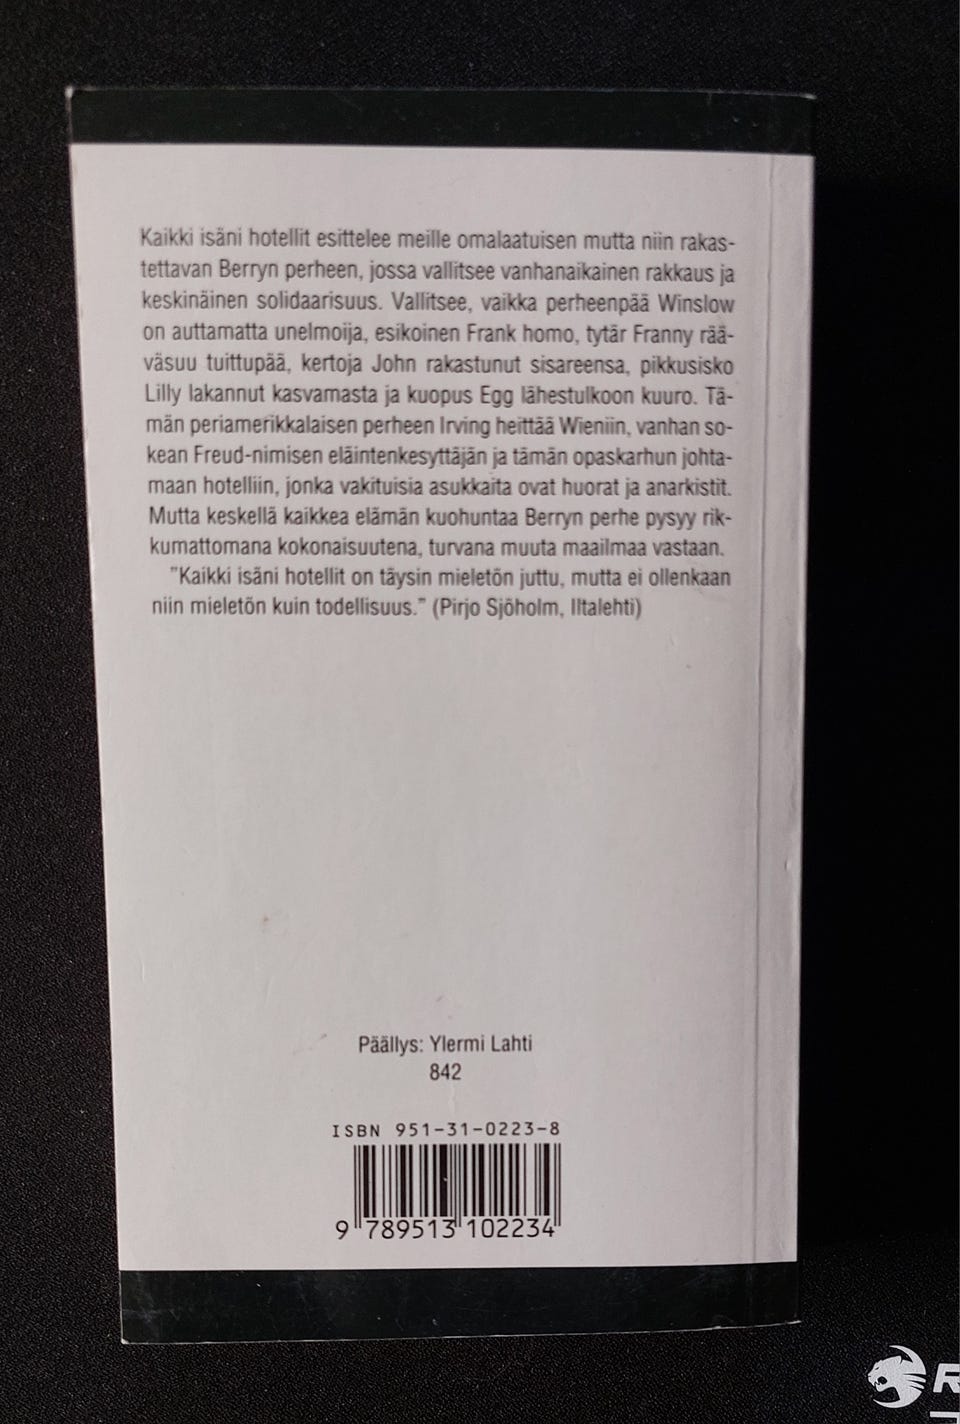 Kaikki isäni hotellit esittelee meille omalaatuisen mutta niin rakas-
tettavan Berryn perheen, jossa vallitsee vanhanaikainen rakkaus ja
keskinäinen solidaarisuus. Vallitsee, vaikka perheenpää Winslow
on auttamatta unelmoija, esikoinen Frank homo, tytär Franny rää-
väsuu tuittupää, kertoja John rakastunut sisareensa, pikkusisko
Lilly lakannut kasvamasta ja kuopus Egg lähestulkoon kuuro. Tä-
män periamerikkalaisen perheen Irving heittää Wieniin, vanhan so-
kean Freud-nimisen eläintenkesyttäjän ja tämän opaskarhun johta-
maan hotelliin, jonka vakituisia asukkaita ovat huorat ja anarkistit.
Mutta keskellä kaikkea elämän kuohuntaa Berryn perhe pysyy rik-
kumattomana kokonaisuutena, turvana muuta maailmaa vastaan.
"Kaikki isäni hotellit on täysin mieletön juttu, mutta ei ollenkaan
niin mieletön kuin todellisuus." (Pirjo Sjöholm, Iltalehti)
Päällys: Ylermi Lahti
842
ISBN 951-31-0223-8
9 789513 102234